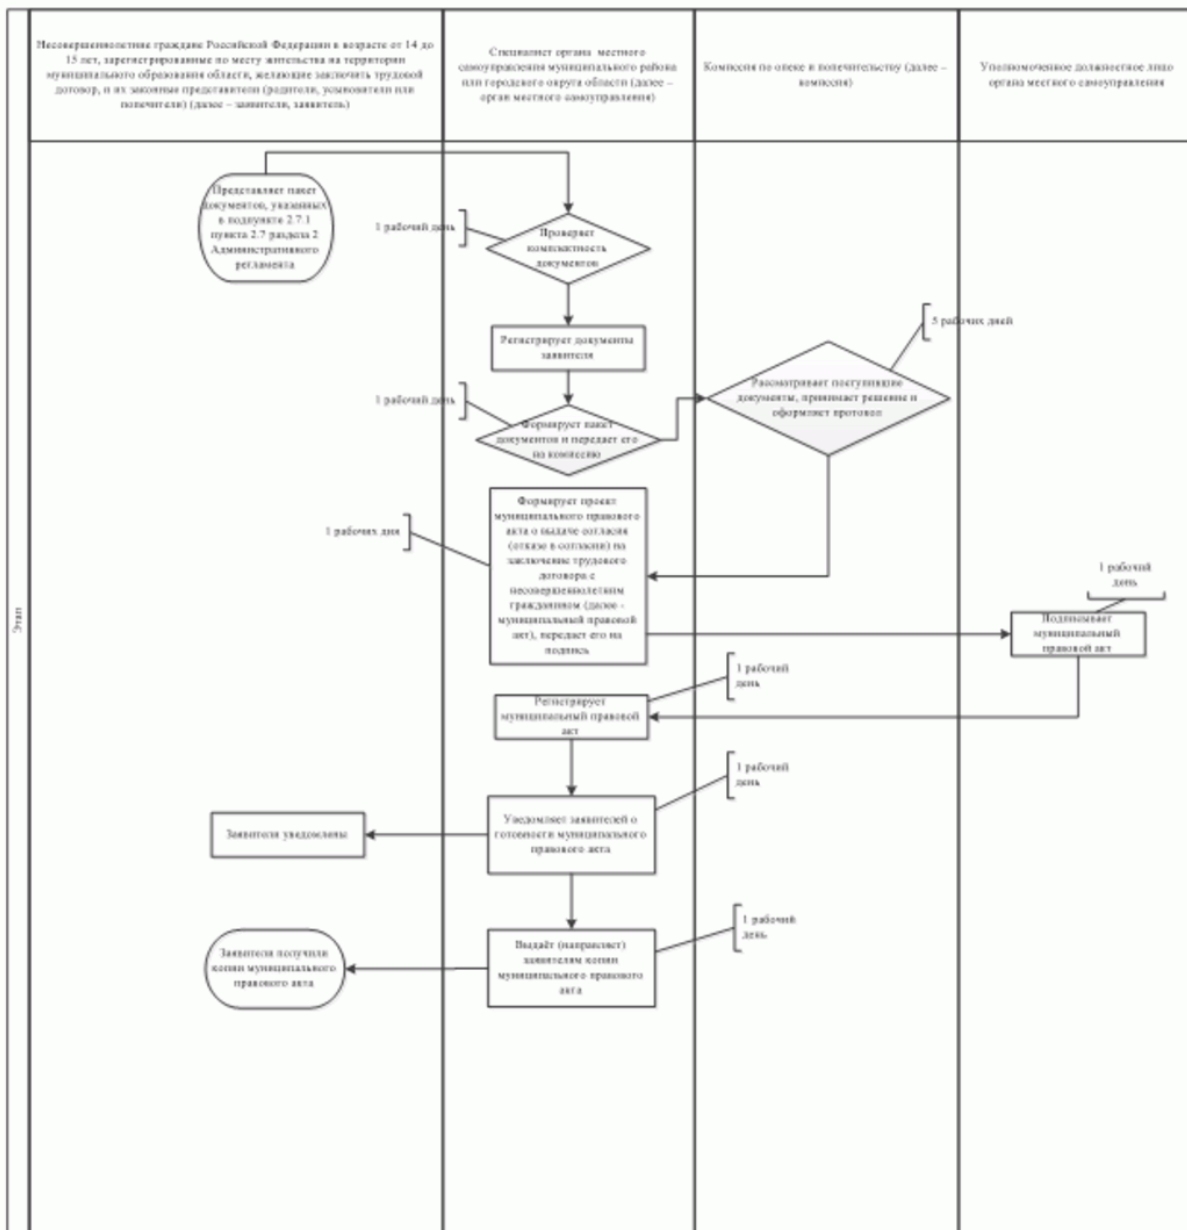 Несовершеннолетние граждане Российской Федерации в возрасте от 14 до
15 лет, зарегистрированные по месту жительства на территории
муниципального образования области, желающие заключить трудовой
договор, и их законные представители (родители, усыновители или
попечители) (далее – заявители, заявитель)
Специалист органа местного
самоуправления муниципального района
или городского округа области (далее –
орган местного самоуправления)
Комиссия по опеке и попечительству (далее –
комиссия)
Уполномоченное должностное лицо
органа местного самоуправления
Этап
Представляет пакет
документов, указанных
в подпункте 2.7.1
пункта 2.7 раздела 2
Административного
регламента
1 рабочий день
Проверяет
комплектность
документов
Регистрирует документы
заявителя
1 рабочий день
Формирует пакет
документов и передает его
на комиссию
5 рабочих дней
Рассматривает поступившие
документы, принимает решение и
оформляет протокол
1 рабочих дня
Формирует проект
муниципального правового
акта о выдаче согласия
(отказе в согласии) на
заключение трудового
договора с
несовершеннолетним
гражданином (далее -
муниципальный правовой
акт), передает его на
подпись
1 рабочий
день
Подписывает
муниципальный
правовой акт
1 рабочий
день
Регистрирует
муниципальный правовой
акт
1 рабочий
день
Уведомляет заявителей о
готовности муниципального
правового акта
Заявители уведомлены
1 рабочий
день
Выдаёт (направляет)
заявителям копии
муниципального правового
акта
Заявители получили
копии муниципального
правового акта